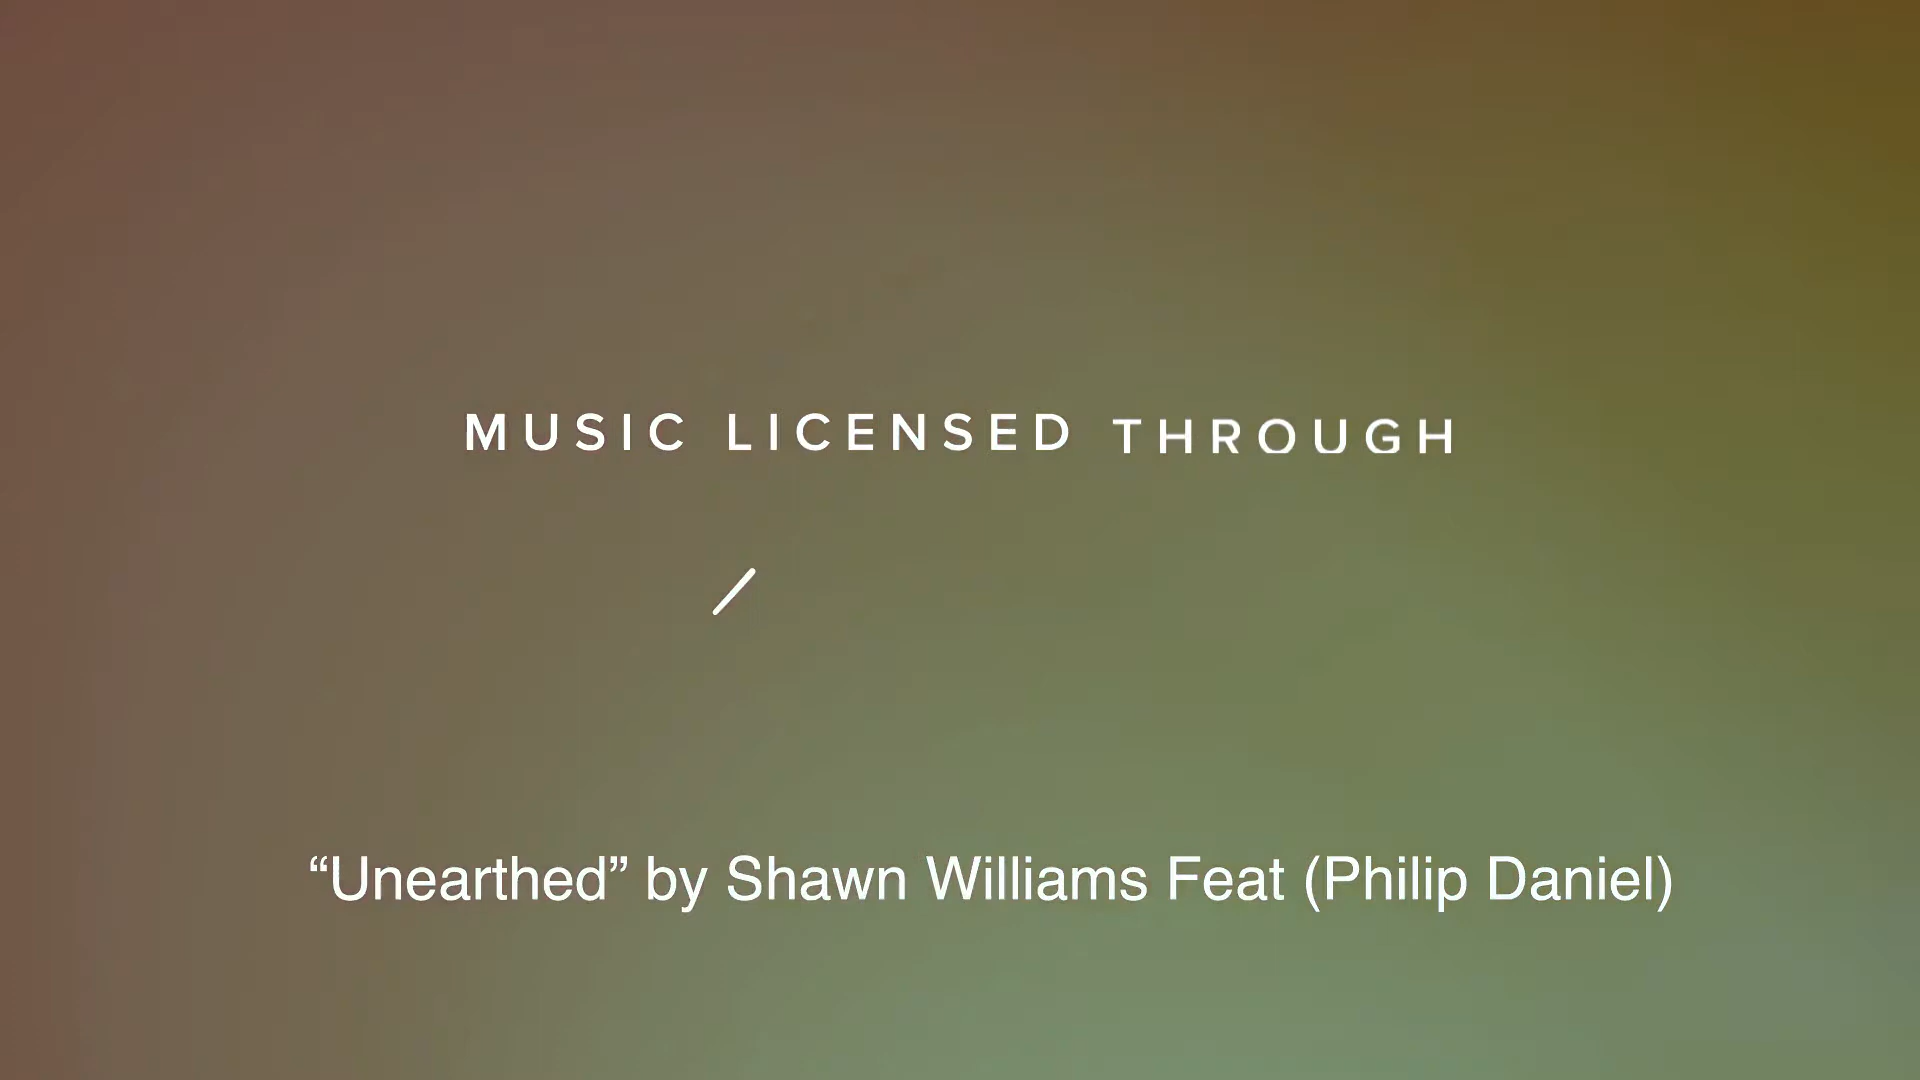 MUSIC LICENSED THROUGH
“Unearthed” by Shawn Williams Feat (Philip Daniel)